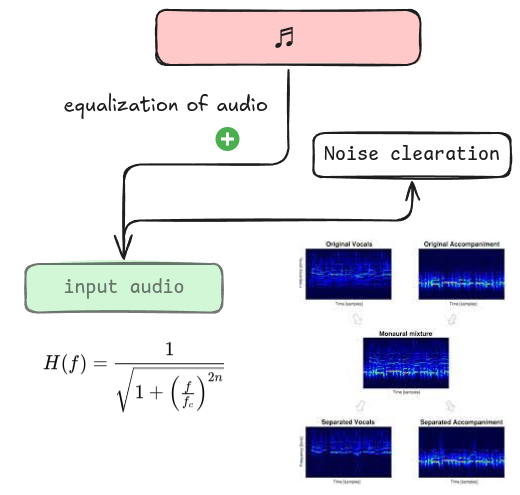 ♬
equalization of audio
Noise clearation
input audio
H(f) = \frac{1}{\sqrt{1 + \left(\frac{f}{f_c}\right)^{2n}}}
Original Vocals
Original Accompaniment
Time [samples]
Time [samples]
Monaural mixture
Time [samples]
Separated Vocals
Separated Accompaniment
Frequency [Bins]
Time [samples]
Time [samples]